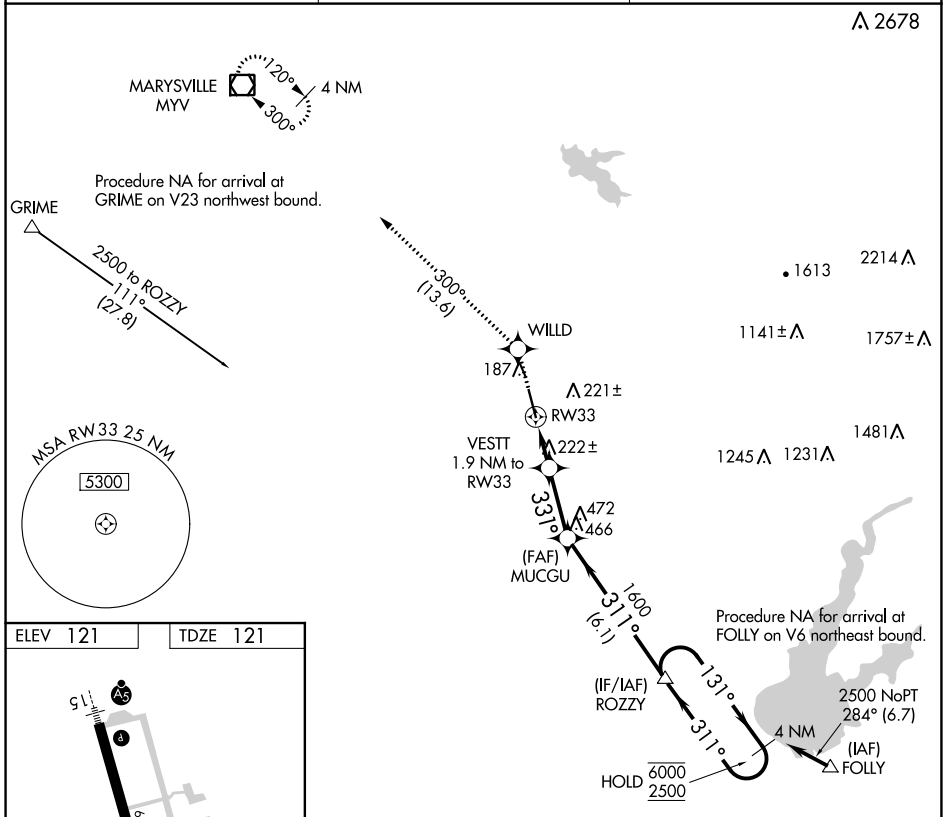 2678
MARYSVILLE
MYV
120°
300°
4 NM
Procedure NA for arrival at
GRIME on V23 northwest bound.
GRIME
2500 to ROZZY
111°
(27.8)
300°
(13.6)
1613
2214
1141±
1757±
WILLD
187
221±
RW33
VESTT
1.9 NM to
RW33
222±
1481
1245
1231
MSA RW33 25 NM
5300
331°
472
466
(FAF)
MUCGU
1600
311°
(6.1)
Procedure NA for arrival at
FOLLY on V6 northeast bound.
(IF/IAF)
ROZZY
131°
311°
2500 NoPT
284° (6.7)
4 NM
(IAF)
FOLLY
HOLD 6000
2500
ELEV 121
TDZE 121
15
A5
P